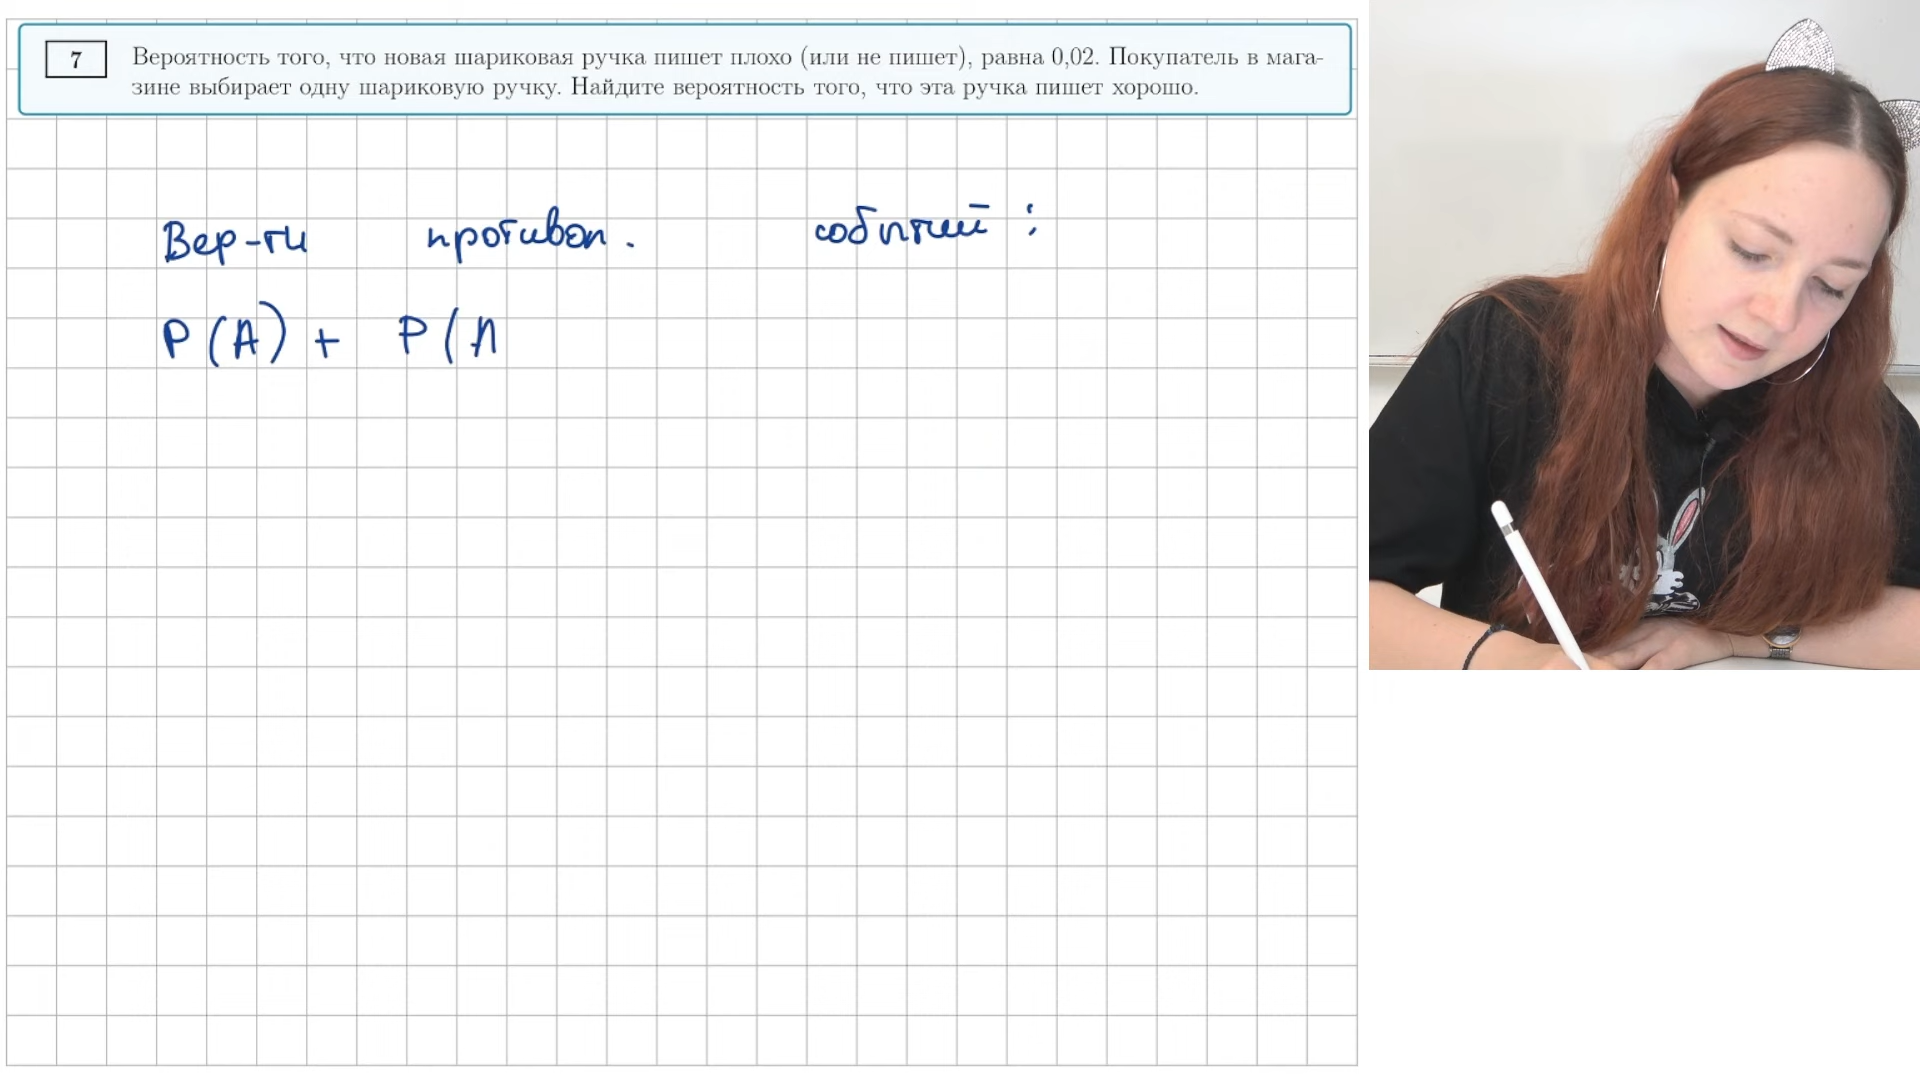 7
Вероятность того, что новая шариковая ручка пишет плохо (или не пишет), равна 0,02. Покупатель в мага-
зине выбирает одну шариковую ручку. Найдите вероятность того, что эта ручка пишет хорошо.
Вер-ти противоп. событий :
P (A) + P (A